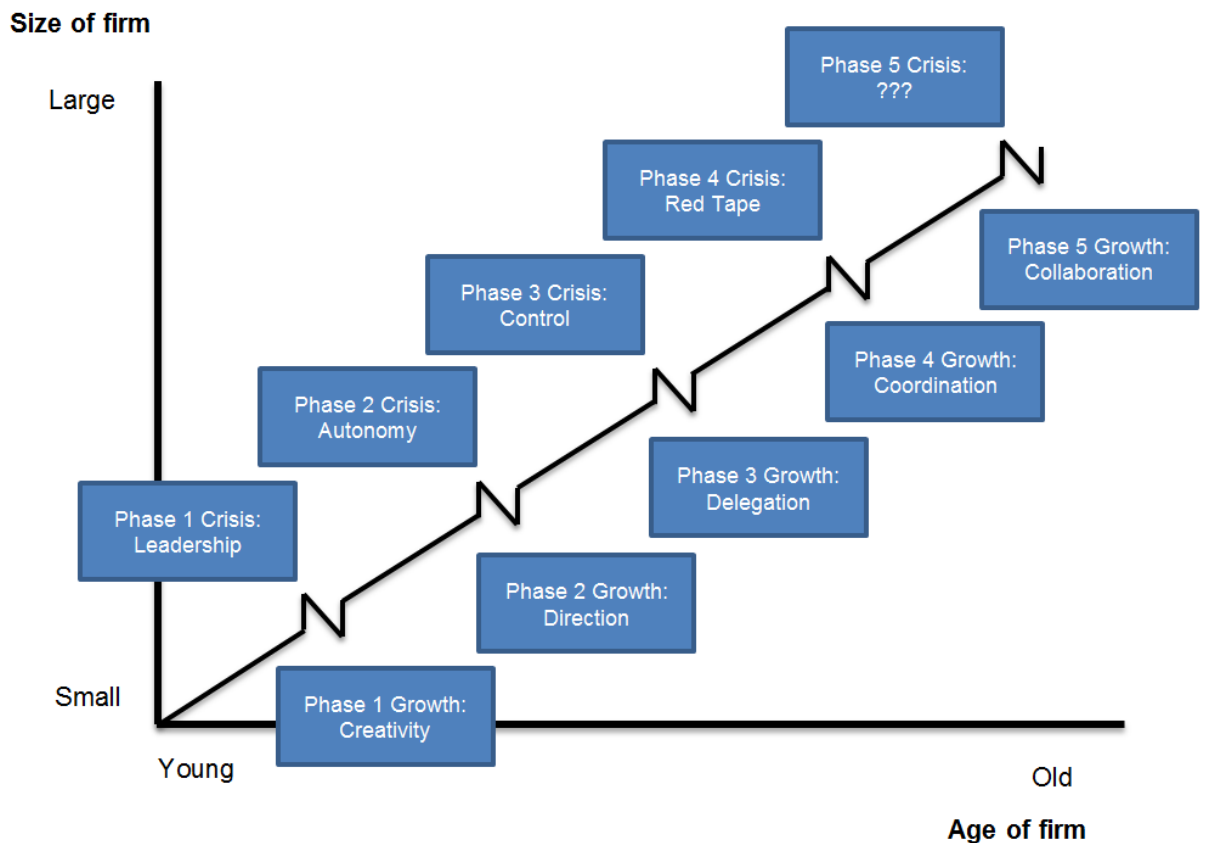 Size of firm
Large
Phase 5 Crisis:
???
Phase 4 Crisis:
Red Tape
Phase 5 Growth:
Collaboration
Phase 3 Crisis:
Control
Phase 4 Growth:
Coordination
Phase 2 Crisis:
Autonomy
Phase 3 Growth:
Delegation
Phase 1 Crisis:
Leadership
Phase 2 Growth:
Direction
Small
Phase 1 Growth:
Creativity
Young
Old
Age of firm